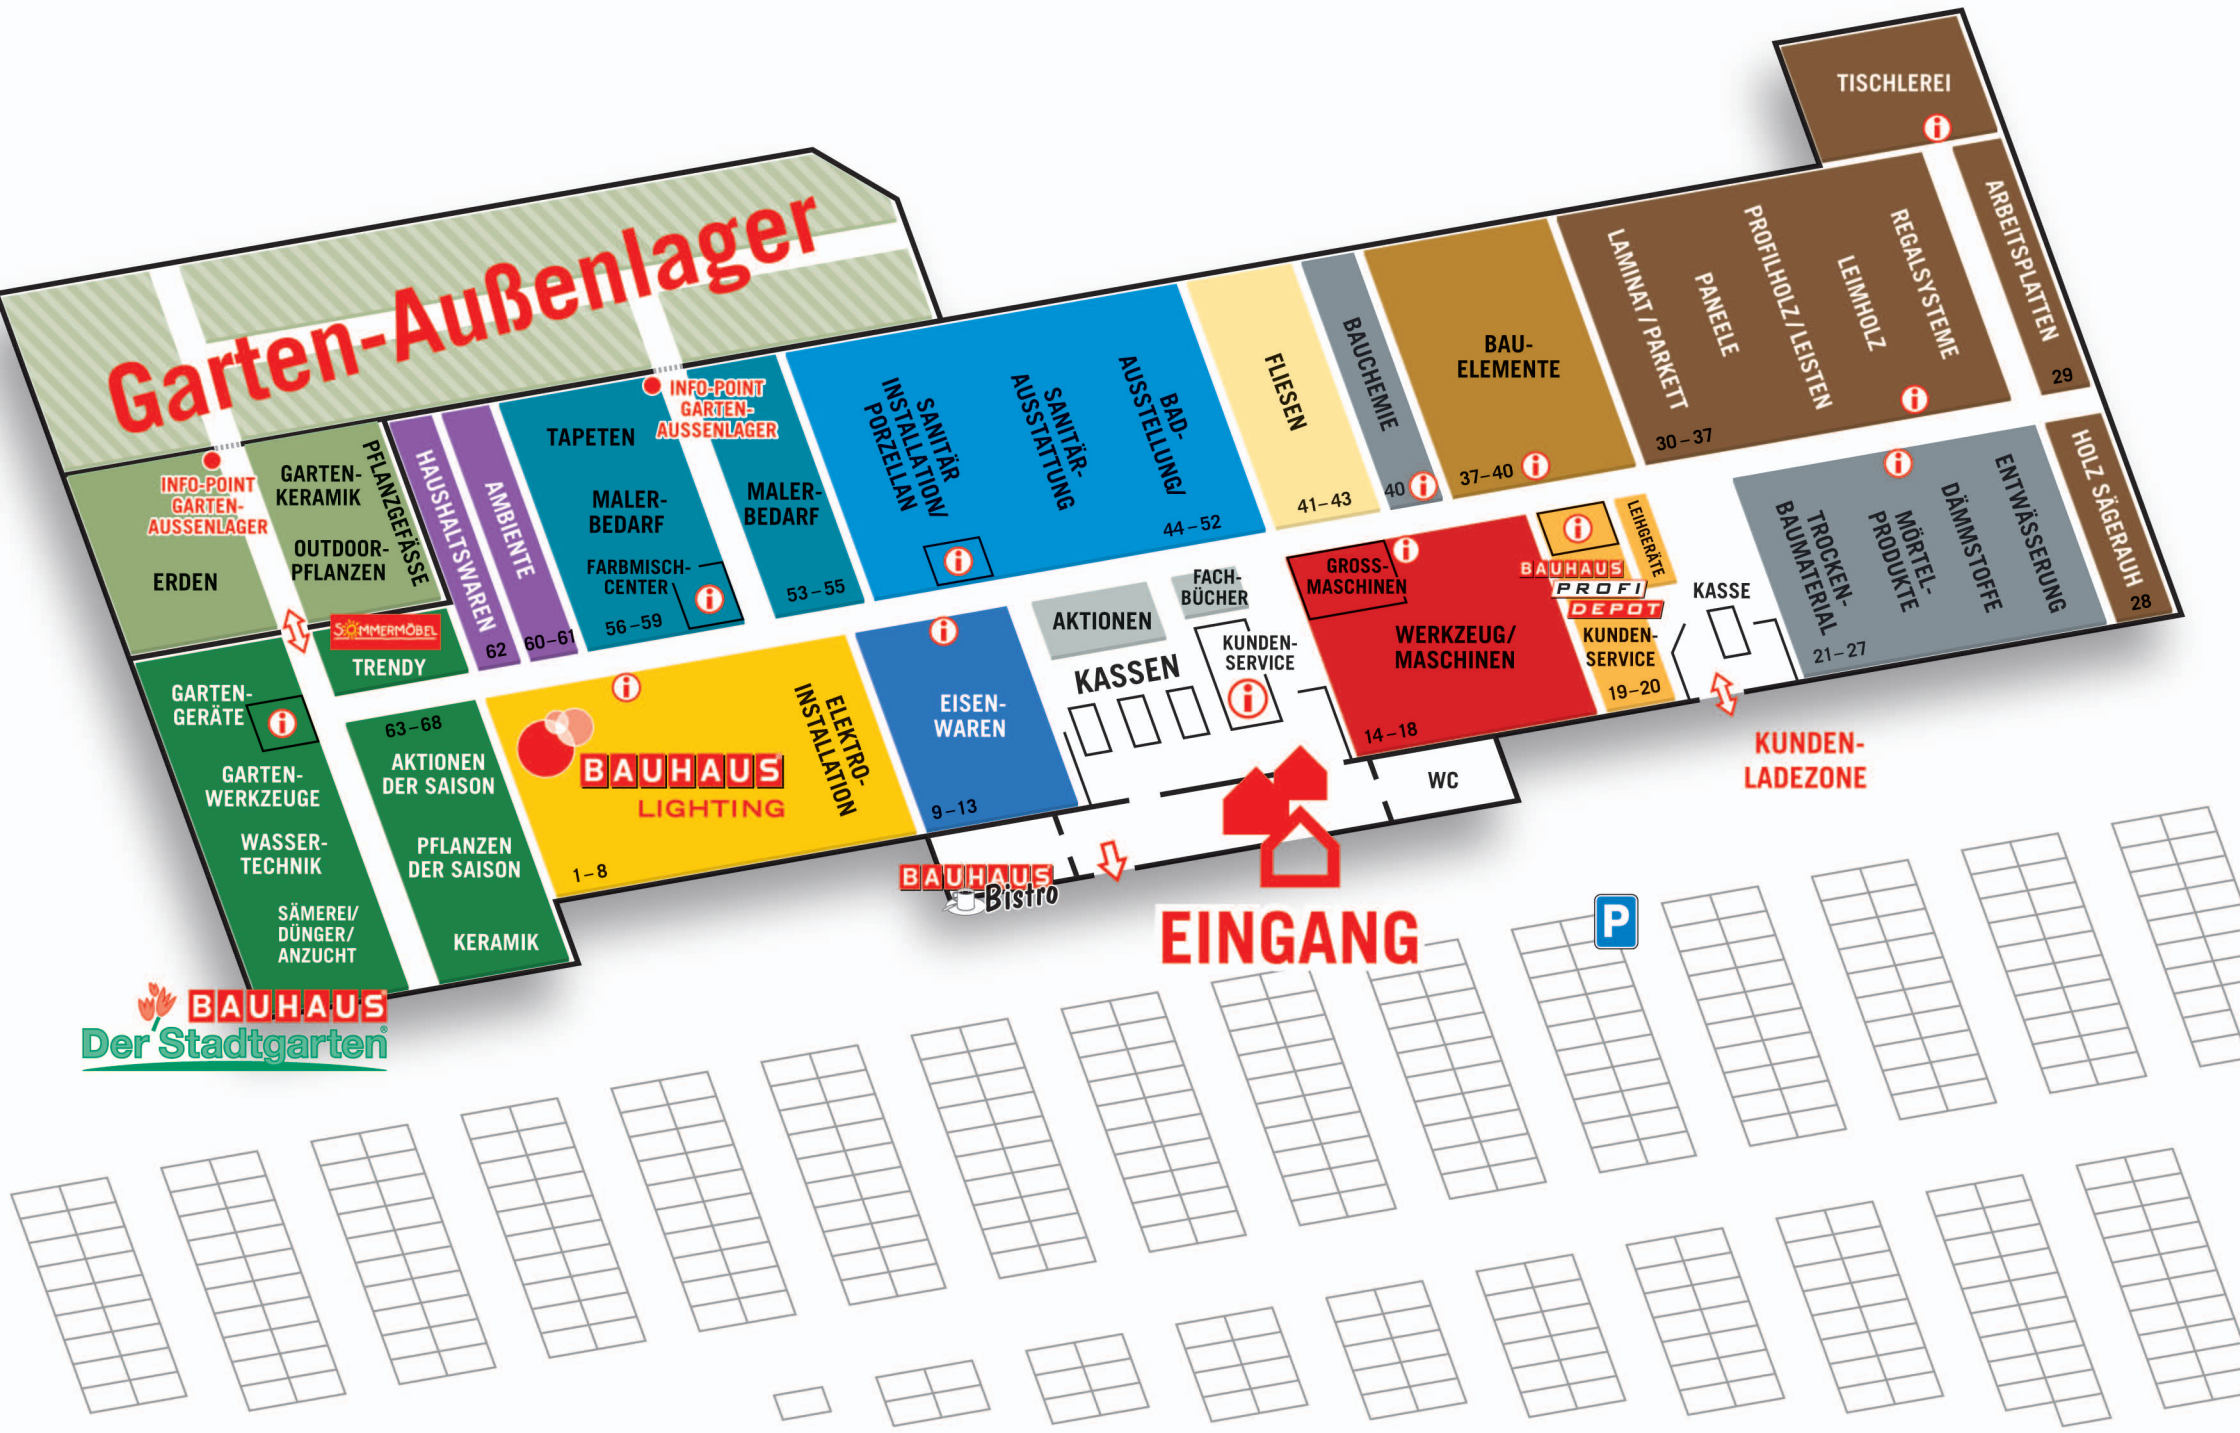 TISCHLEREI
Garten-Außenlager
INFO-POINT
GARTEN-
AUSSENLAGER
INFO-POINT
GARTEN-
AUSSENLAGER
ERDEN
GARTEN-
KERAMIK
OUTDOOR-
PFLANZEN
PFLANZGEFÄSSE
HAUSHALTSWAREN
62
AMBIENTE
60–61
TAPETEN
MALER-
BEDARF
FARBMISCH-
CENTER
i
56–59
MALER-
BEDARF
53–55
SANITÄR
INSTALLATION/
PORZELLAN
i
SANITÄR-
AUSSTATTUNG
BAD-
AUSSTELLUNG/
44–52
FLIESEN
41–43
BAUCHEMIE
40
i
BAU-
ELEMENTE
37–40
i
LAMINAT/PARKETT
PANEELE
PROFILHOLZ/LEISTEN
LEIMHOLZ
REGALSYSTEME
30–37
i
i
ARBEITSPLATTEN
29
HOLZ SÄGERAUH
28
i
TROCKEN-
BAUMATERIAL
MÖRTEL-
PRODUKTE
DÄMMSTOFFE
ENTWÄSSERUNG
21–27
KASSE
LEIHGERÄTE
i
BAUHAUS
PROFI
DEPOT
KUNDEN-
SERVICE
19–20
GROSS-
MASCHINEN
i
WERKZEUG/
MASCHINEN
14–18
FACH-
BÜCHER
AKTIONEN
KUNDEN-
SERVICE
i
KASSEN
i
EISEN-
WAREN
9–13
i
BAUHAUS
LIGHTING
ELEKTRO-
INSTALLATION
1–8
SOMMERMÖBEL
TRENDY
GARTEN-
GERÄTE
i
GARTEN-
WERKZEUGE
WASSER-
TECHNIK
SÄMEREI/
DÜNGER/
ANZUCHT
63–68
AKTIONEN
DER SAISON
PFLANZEN
DER SAISON
KERAMIK
WC
KUNDEN-
LADEZONE
BAUHAUS
Bistro
EINGANG
P
BAUHAUS
Der Stadtgarten®